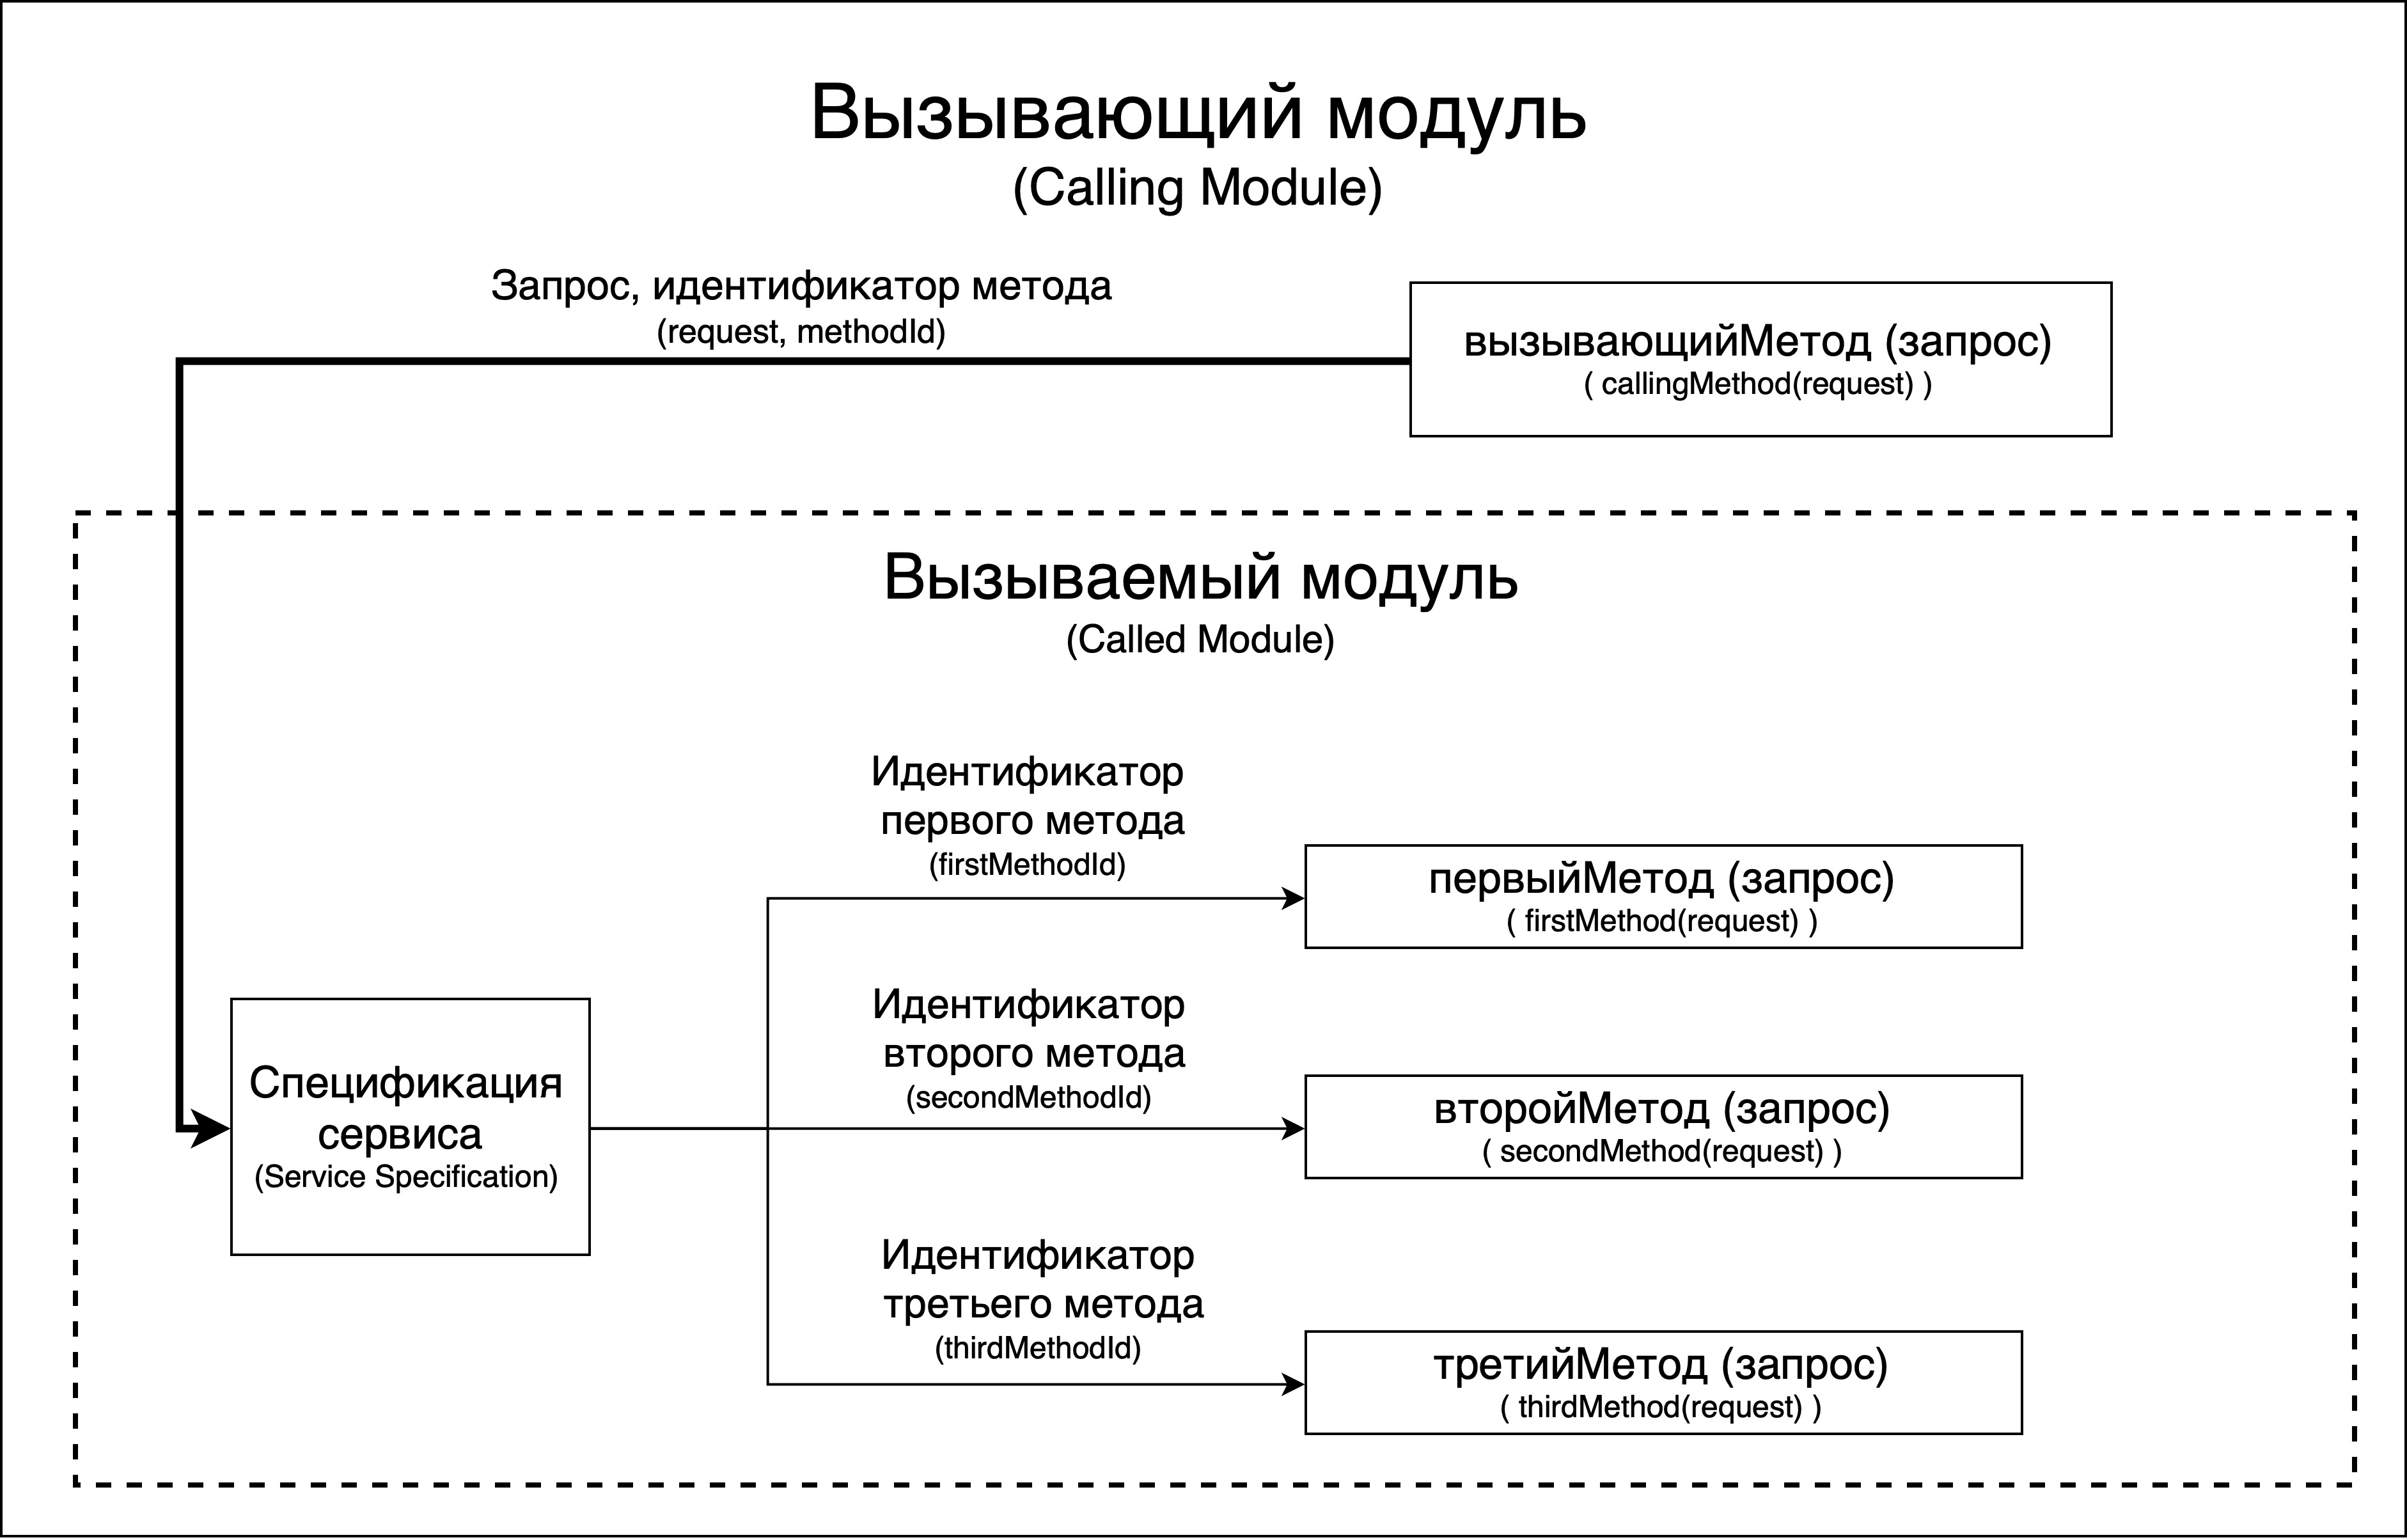 Вызывающий модуль
(Calling Module)
Запрос, идентификатор метода
(request, methodId)
вызывающийМетод (запрос)
( callingMethod(request) )
Вызываемый модуль
(Called Module)
Идентификатор
первого метода
(firstMethodId)
первыйМетод (запрос)
( firstMethod(request) )
Идентификатор
второго метода
(secondMethodId)
второйМетод (запрос)
( secondMethod(request) )
Спецификация
сервиса
(Service Specification)
Идентификатор
третьего метода
(thirdMethodId)
третийМетод (запрос)
( thirdMethod(request) )